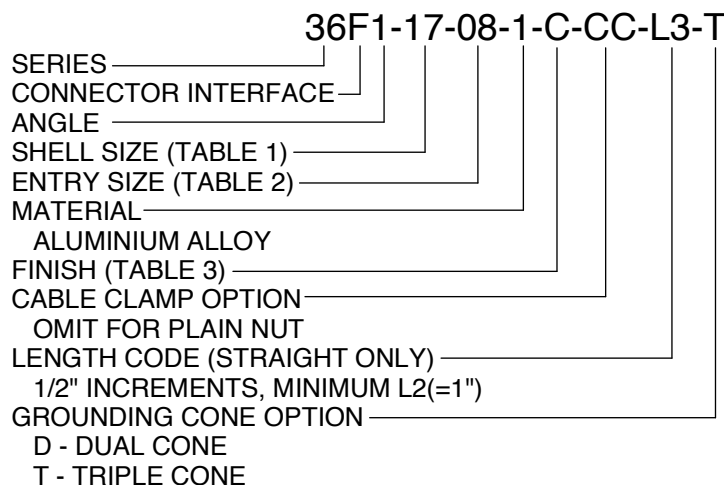 36F1-17-08-1-C-CC-L3-T
SERIES
CONNECTOR INTERFACE
ANGLE
SHELL SIZE (TABLE 1)
ENTRY SIZE (TABLE 2)
MATERIAL
ALUMINIUM ALLOY
FINISH (TABLE 3)
CABLE CLAMP OPTION
OMIT FOR PLAIN NUT
LENGTH CODE (STRAIGHT ONLY)
1/2" INCREMENTS, MINIMUM L2(=1")
GROUNDING CONE OPTION
D - DUAL CONE
T - TRIPLE CONE